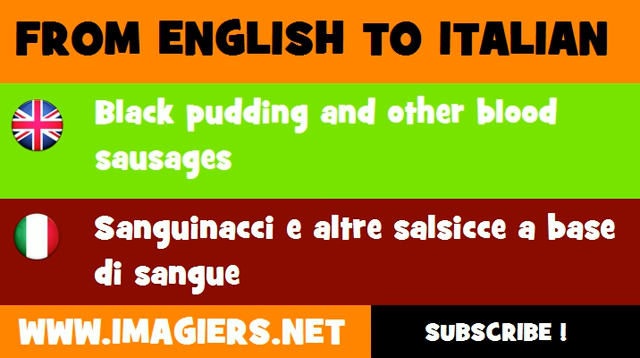 FROM ENGLISH TO ITALIAN
Black pudding and other blood
sausages
Sanguinacci e altre salsicce a base
di sangue
WWW.IMAGIERS.NET
SUBSCRIBE !